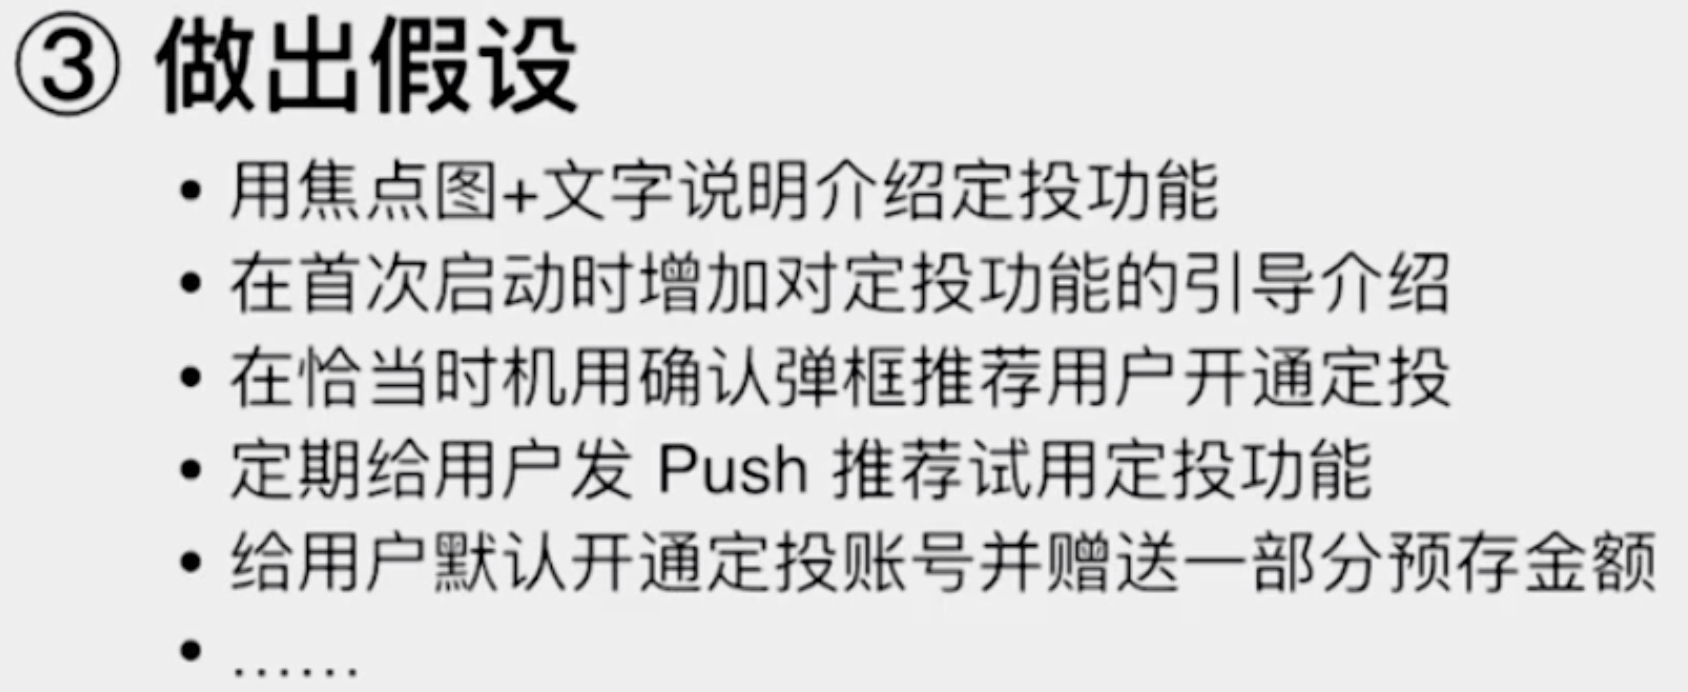 ③ 做出假设
• 用焦点图+文字说明介绍定投功能
• 在首次启动时增加对定投功能的引导介绍
• 在恰当时机用确认弹框推荐用户开通定投
• 定期给用户发 Push 推荐试用定投功能
• 给用户默认开通定投账号并赠送一部分预存金额
• ……